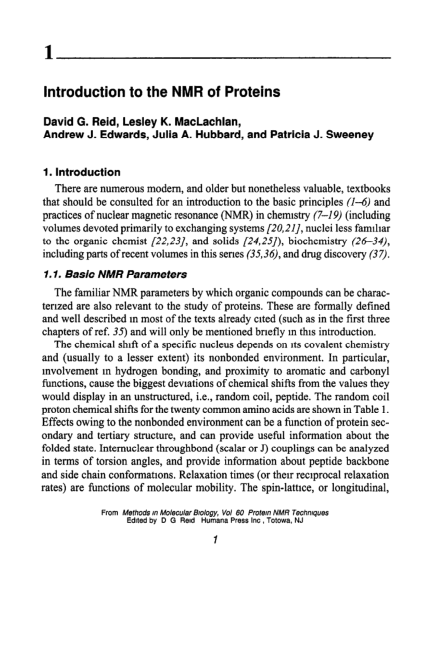 1
Introduction to the NMR of Proteins
David G. Reid, Lesley K. MacLachlan,
Andrew J. Edwards, Julia A. Hubbard, and Patricia J. Sweeney
1. Introduction
There are numerous modern, and older but nonetheless valuable, textbooks
that should be consulted for an introduction to the basic principles (1–6) and
practices of nuclear magnetic resonance (NMR) in chemistry (7–19) (including
volumes devoted primarily to exchanging systems [20,21], nuclei less familiar
to the organic chemist [22,23], and solids [24,25]), biochemistry (26–34),
including parts of recent volumes in this series (35,36), and drug discovery (37).
1.1. Basic NMR Parameters
The familiar NMR parameters by which organic compounds can be charac-
terized are also relevant to the study of proteins. These are formally defined
and well described in most of the texts already cited (such as in the first three
chapters of ref. 35) and will only be mentioned briefly in this introduction.
The chemical shift of a specific nucleus depends on its covalent chemistry
and (usually to a lesser extent) its nonbonded environment. In particular,
involvement in hydrogen bonding, and proximity to aromatic and carbonyl
functions, cause the biggest deviations of chemical shifts from the values they
would display in an unstructured, i.e., random coil, peptide. The random coil
proton chemical shifts for the twenty common amino acids are shown in Table 1.
Effects owing to the nonbonded environment can be a function of protein sec-
ondary and tertiary structure, and can provide useful information about the
folded state. Internuclear throughbond (scalar or J) couplings can be analyzed
in terms of torsion angles, and provide information about peptide backbone
and side chain conformations. Relaxation times (or their reciprocal relaxation
rates) are functions of molecular mobility. The spin-lattice, or longitudinal,
From Methods in Molecular Biology, Vol 60 Protein NMR Techniques
Edited by D G Reid Humana Press Inc, Totowa, NJ
1